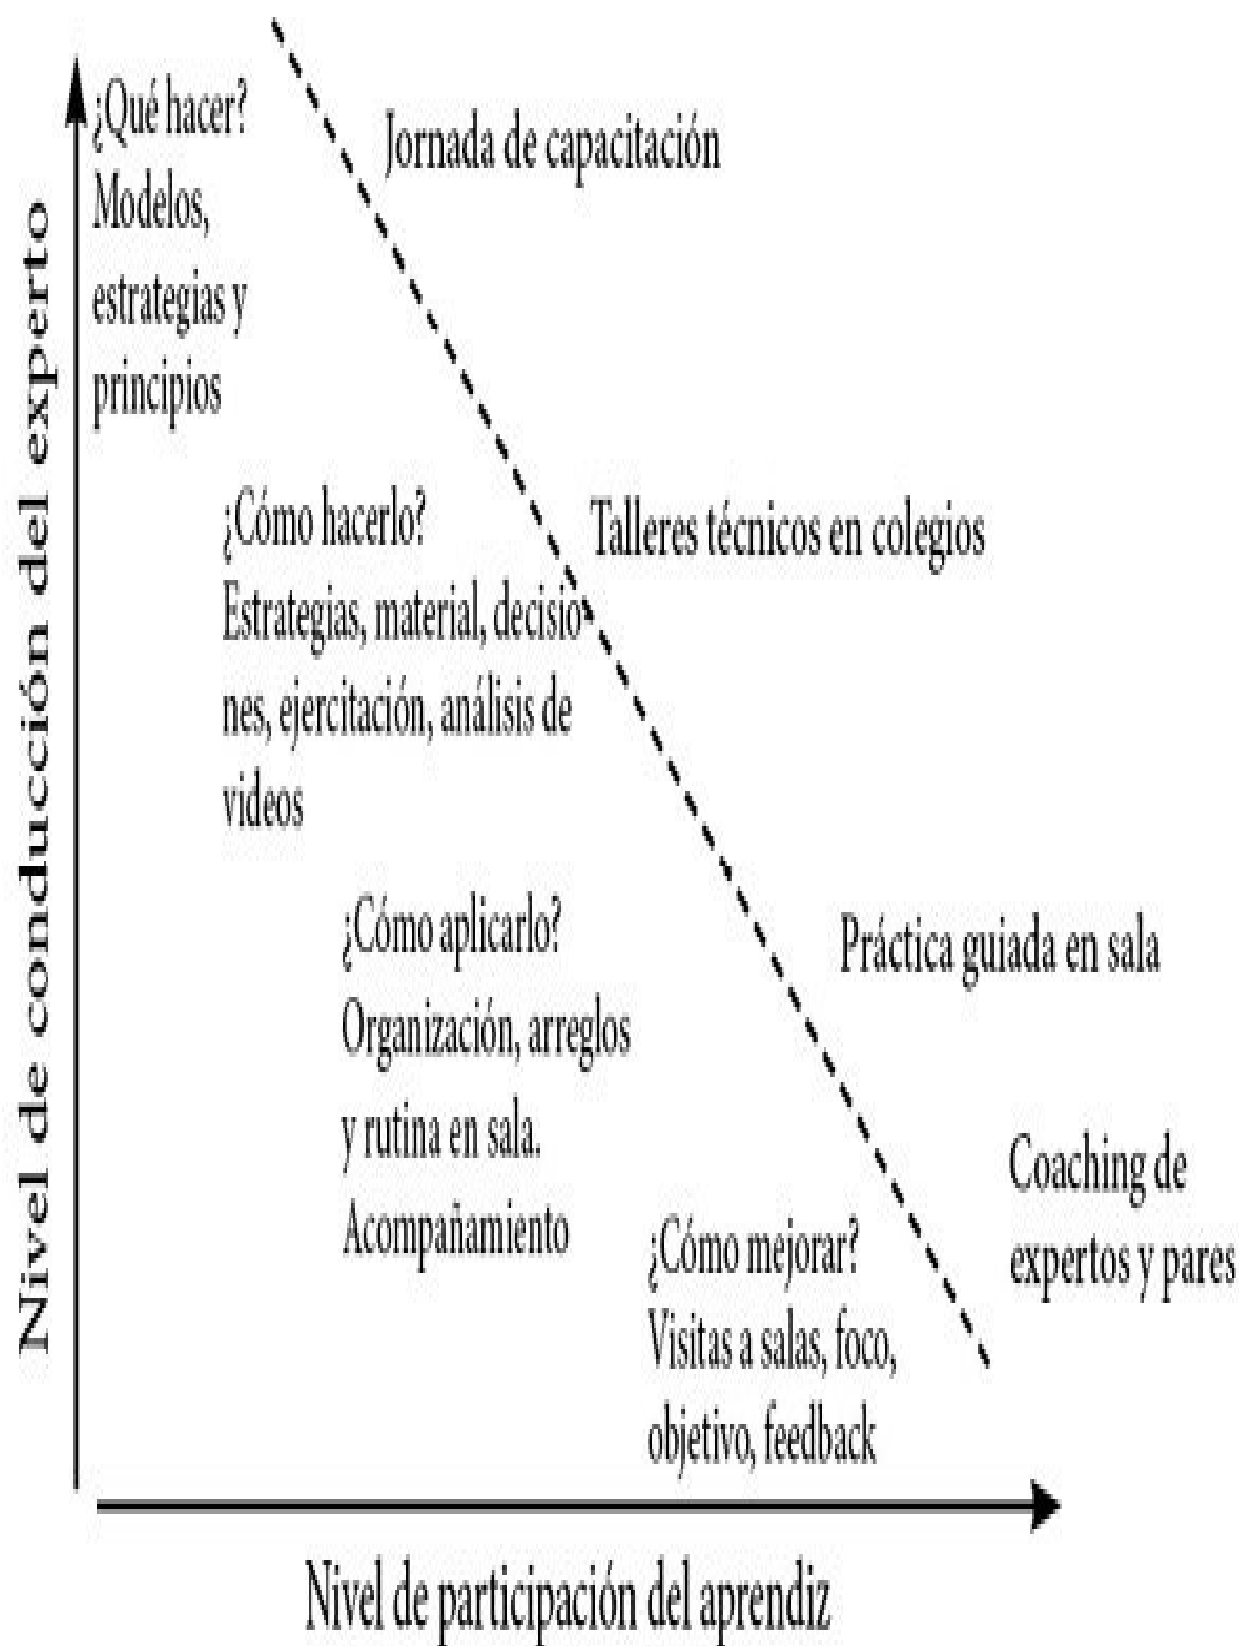 ¿Qué hacer?
Modelos,
estrategias y
principios
Jornada de capacitación
¿Cómo hacerlo?
Estrategias, material, decisio
nes, ejercitación, análisis de
videos
Talleres técnicos en colegios
¿Cómo aplicarlo?
Organización, arreglos
y rutina en sala.
Acompañamiento
Práctica guiada en sala
¿Cómo mejorar?
Visitas a salas, foco,
objetivo, feedback
Coaching de
expertos y pares
Nivel de conducción del experto
Nivel de participación del aprendiz